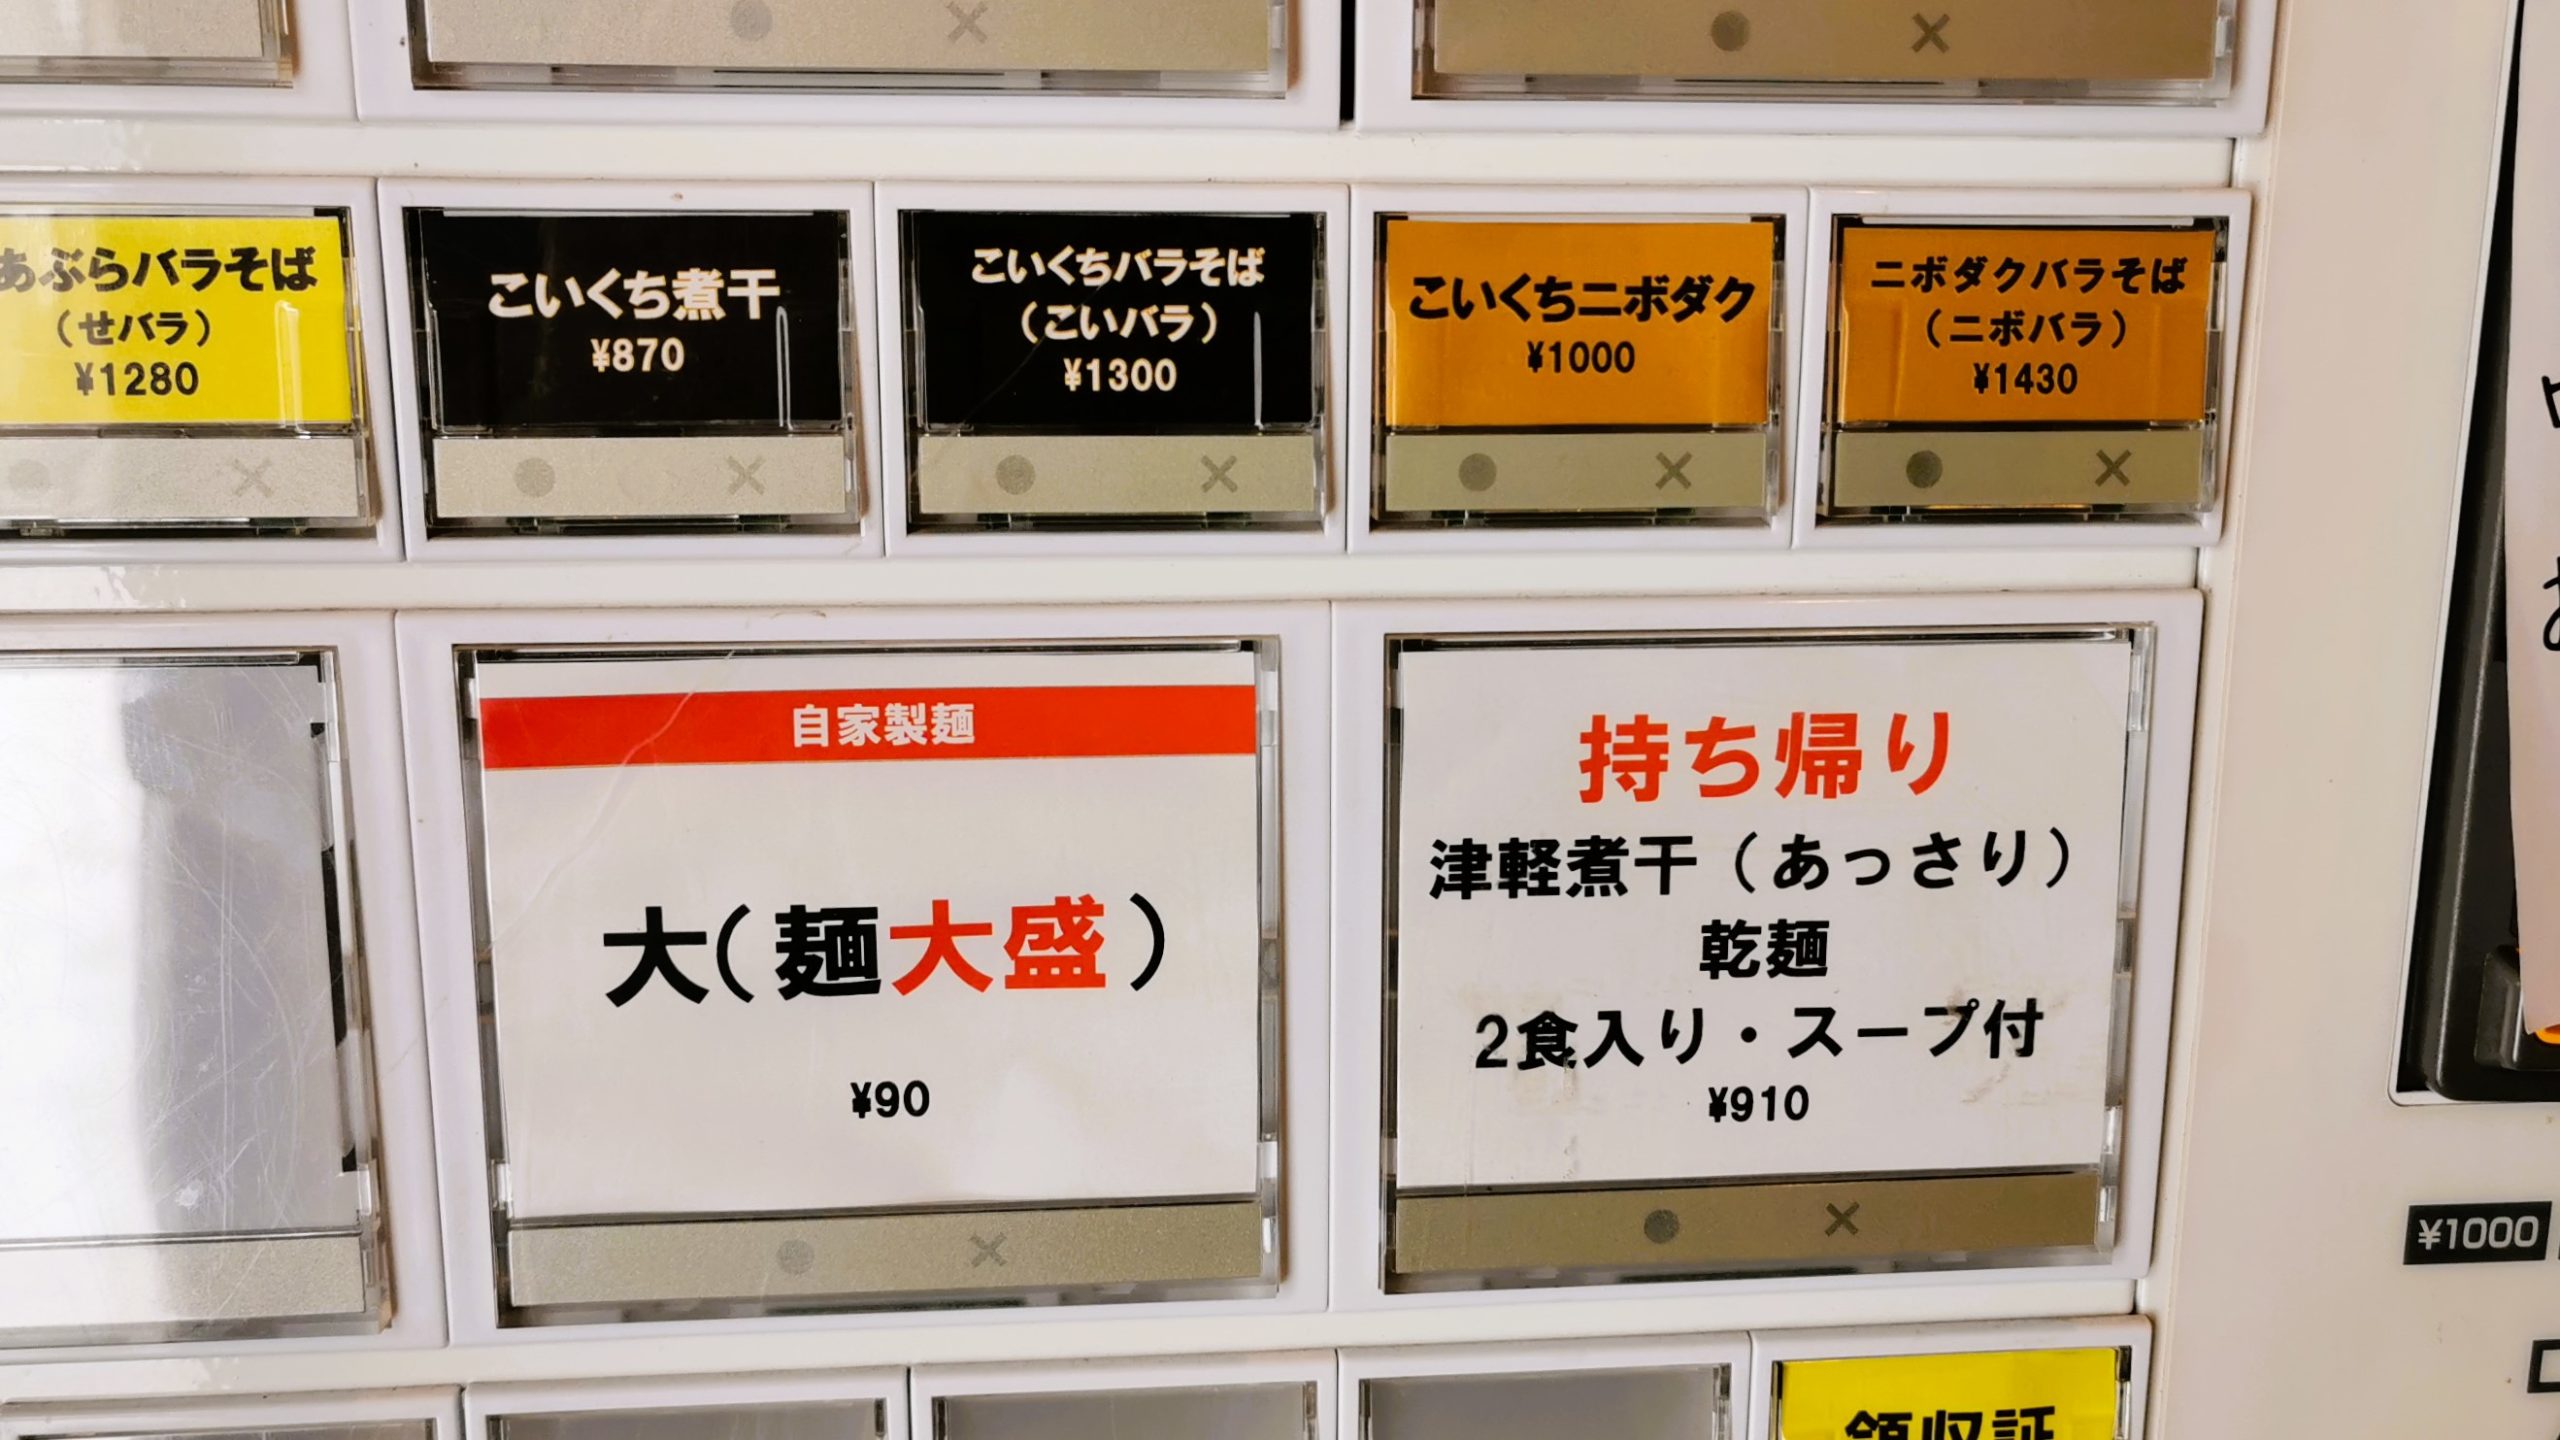 あぶらバラそば
（せバラ）
¥1280
こいくち煮干
¥870
こいくちバラそば
（こいバラ）
¥1300
こいくちニボダク
¥1000
ニボダクバラそば
（ニボバラ）
¥1430
自家製麺
大（麺大盛）
¥90
持ち帰り
津軽煮干（あっさり）
乾麺
2食入り・スープ付
¥910
¥1000
領収証